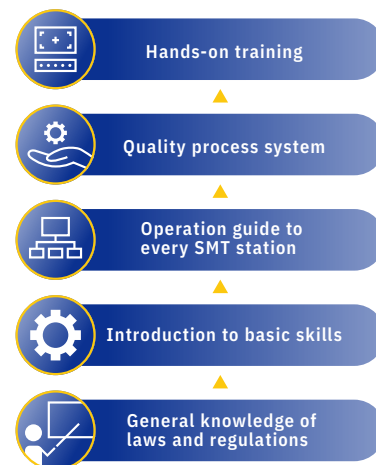 Hands-on training
Quality process system
Operation guide to
every SMT station
Introduction to basic skills
General knowledge of
laws and regulations